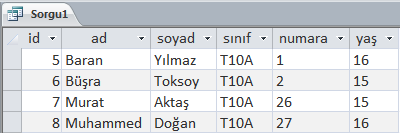 Sorgu1
id ad soyad sınıf numara yaş
5 Baran Yılmaz T10A 1 16
6 Büşra Toksoy T10A 2 15
7 Murat Aktaş T10A 26 15
8 Muhammed Doğan T10A 27 16